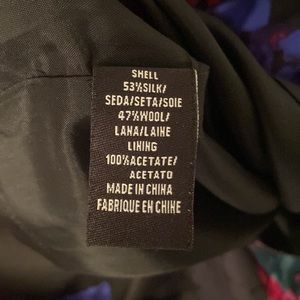 SHELL
53%SILK/
SEDA/SETA/SOIE
47%WOOL/
LANA/LAINE
LINING
100%ACETATE/
ACETATO
MADE IN CHINA
FABRIQUE EN CHINE